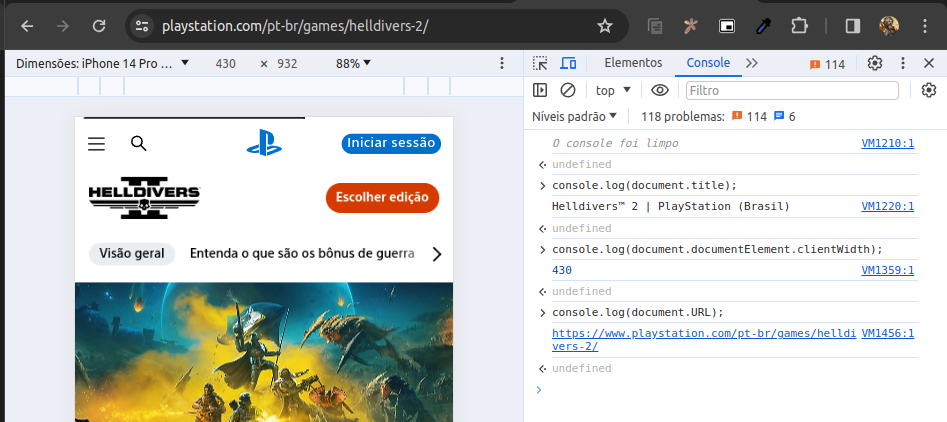 playstation.com/pt-br/games/helldivers-2/
Dimensões: iPhone 14 Pro ... 430 × 932 88%
Elementos Console 114
top Filtro
Níveis padrão 118 problemas: 114 6
Iniciar sessão
HELLDIVERS II
Escolher edição
Visão geral Entenda o que são os bônus de guerra
O console foi limpo VM1210:1
undefined
console.log(document.title);
Helldivers™ 2 | PlayStation (Brasil) VM1220:1
undefined
console.log(document.documentElement.clientWidth);
430 VM1359:1
undefined
console.log(document.URL);
https://www.playstation.com/pt-br/games/helldi VM1456:1
vers-2/
undefined